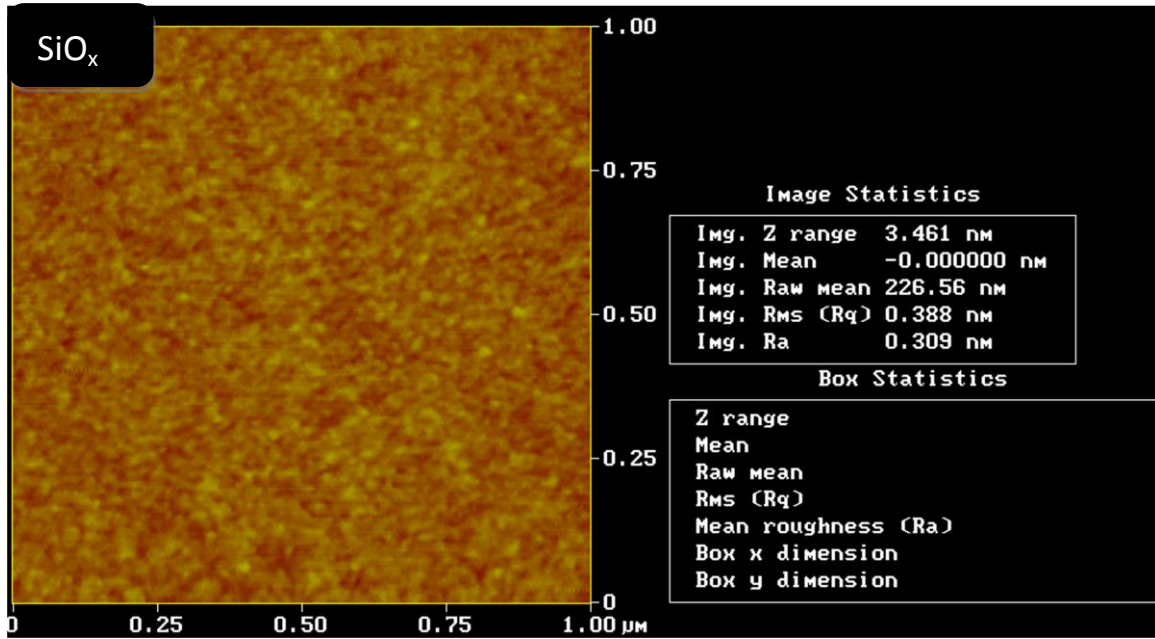 SiOₓ
1.00
0.75
0.50
0.25
0
0 0.25 0.50 0.75 1.00 μm
Image Statistics
Img. Z range 3.461 nm
Img. Mean -0.000000 nm
Img. Raw mean 226.56 nm
Img. Rms (Rq) 0.388 nm
Img. Ra 0.309 nm
Box Statistics
Z range
Mean
Raw mean
Rms (Rq)
Mean roughness (Ra)
Box x dimension
Box y dimension